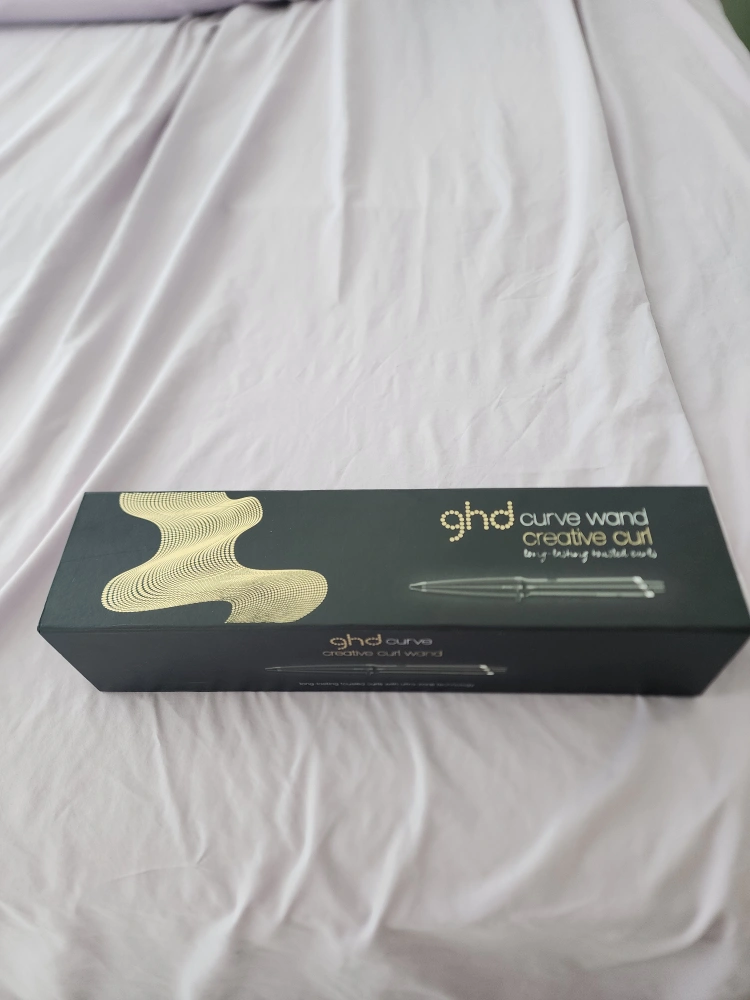 ghd curve wand
creative curl
long-lasting tousled curls
ghd curve
creative curl wand